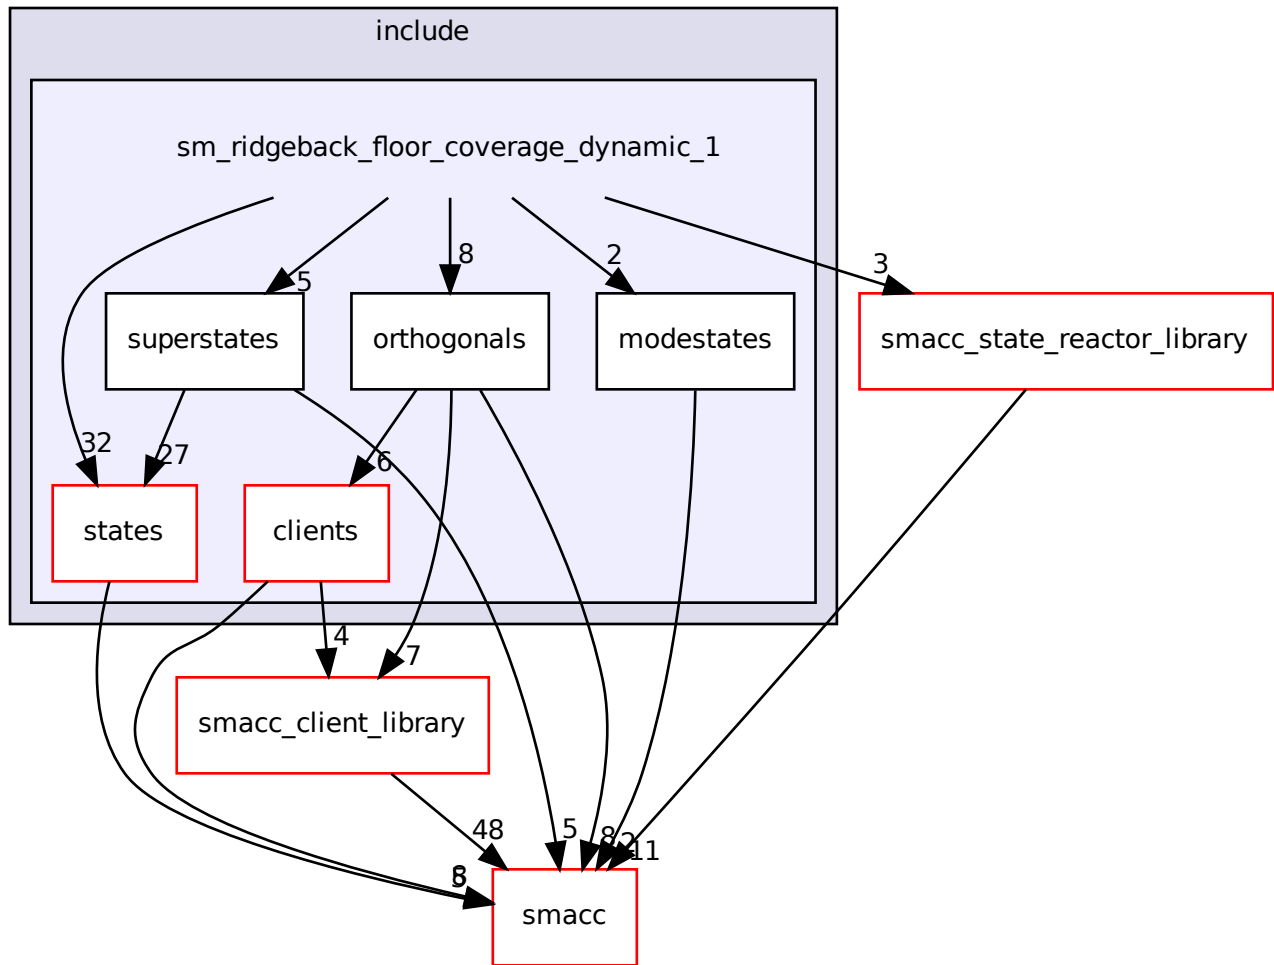 include
sm_ridgeback_floor_coverage_dynamic_1
5
8
2
3
superstates
orthogonals
modestates
smacc_state_reactor_library
32
27
6
states
clients
4
7
smacc_client_library
48
5
8
2
11
smacc